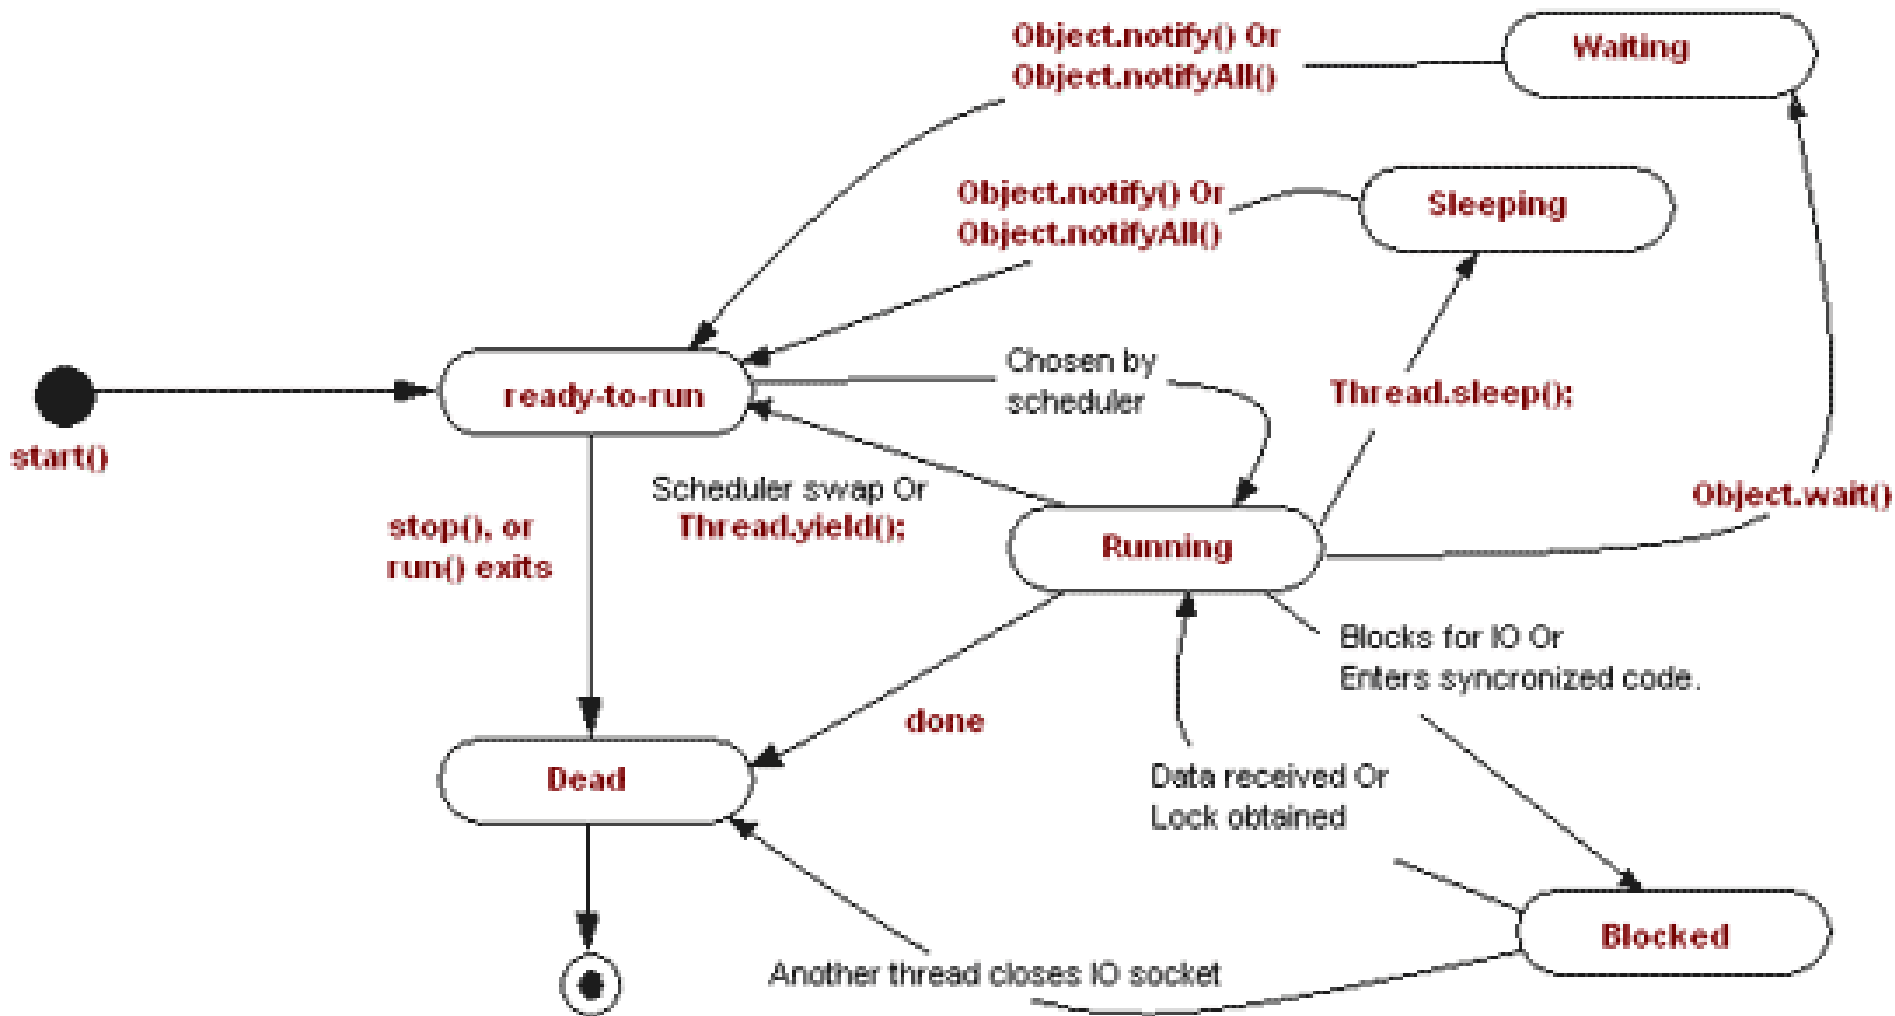 Object.notify() Or
Object.notifyAll()
Waiting
Object.notify() Or
Object.notifyAll()
Sleeping
Chosen by
scheduler
ready-to-run
Thread.sleep();
start()
Scheduler swap Or
Thread.yield();
Object.wait()
stop(), or
run() exits
Running
Blocks for IO Or
Enters syncronized code.
done
Dead
Data received Or
Lock obtained
Blocked
Another thread closes IO socket